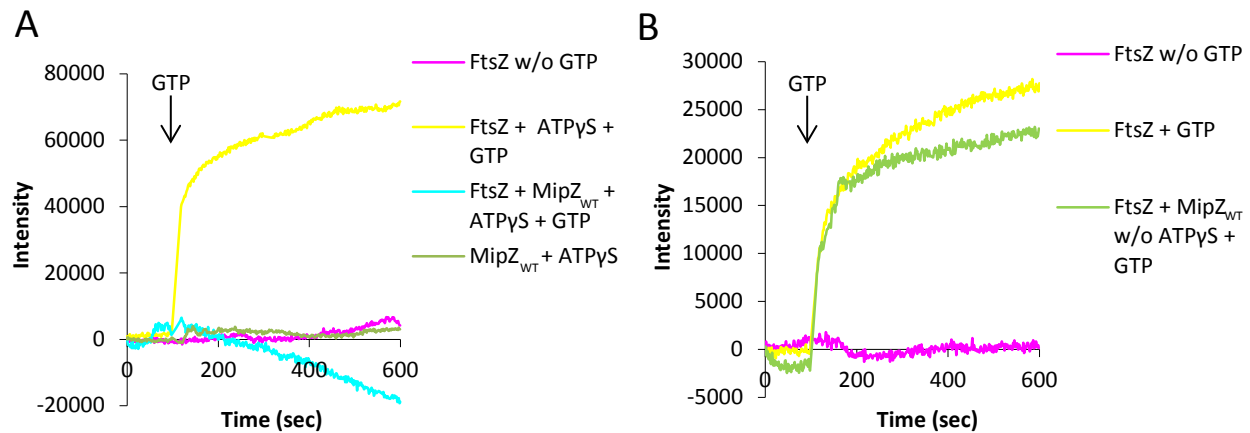 A
80000
60000
40000
20000
0
-20000
0
200
400
600
Intensity
Time (sec)
GTP
FtsZ w/o GTP
FtsZ + ATPγS +
GTP
FtsZ + MipZWT +
ATPγS + GTP
MipZWT + ATPγS
B
30000
25000
20000
15000
10000
5000
0
-5000
0
200
400
600
Intensity
Time (sec)
GTP
FtsZ w/o GTP
FtsZ + GTP
FtsZ + MipZWT
w/o ATPγS +
GTP